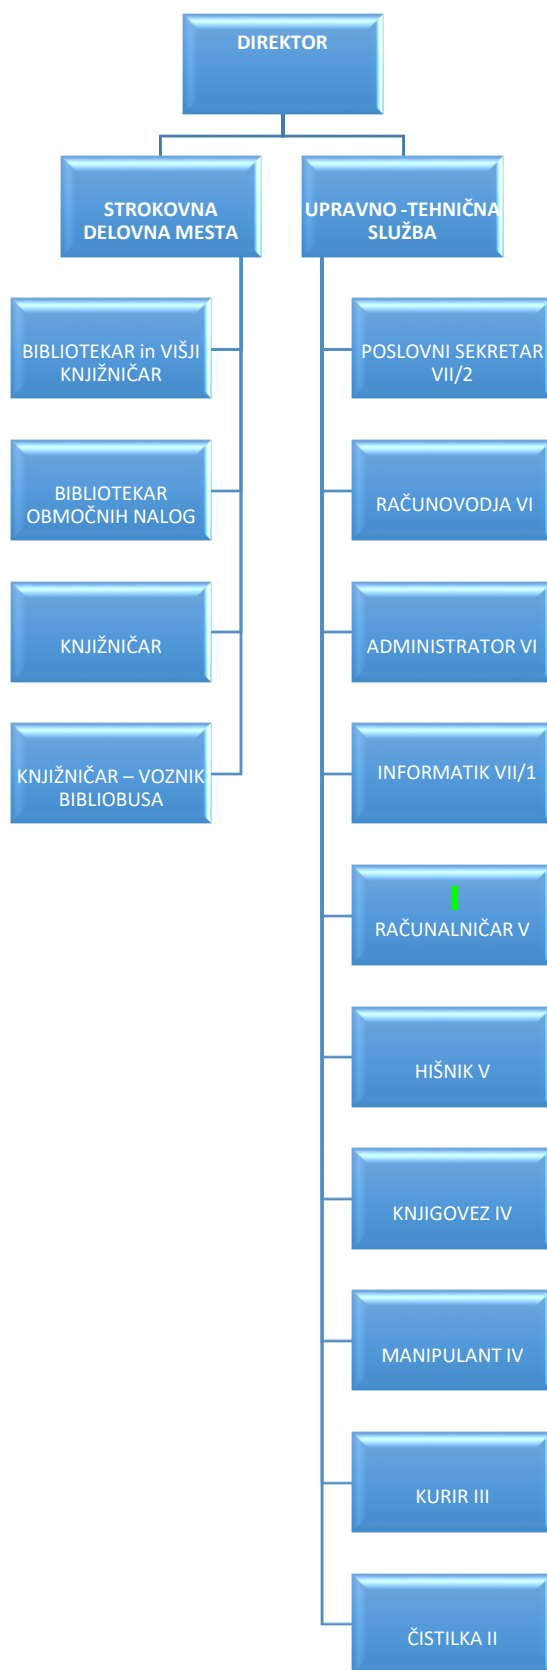 DIREKTOR
STROKOVNA
DELOVNA MESTA
UPRAVNO -TEHNIČNA
SLUŽBA
BIBLIOTEKAR in VIŠJI
KNJIŽNIČAR
BIBLIOTEKAR
OBMOČNIH NALOG
KNJIŽNIČAR
KNJIŽNIČAR – VOZNIK
BIBLIOBUSA
POSLOVNI SEKRETAR
VII/2
RAČUNOVODJA VI
ADMINISTRATOR VI
INFORMATIK VII/1
RAČUNALNIČAR V
HIŠNIK V
KNJIGOVEZ IV
MANIPULANT IV
KURIR III
ČISTILKA II